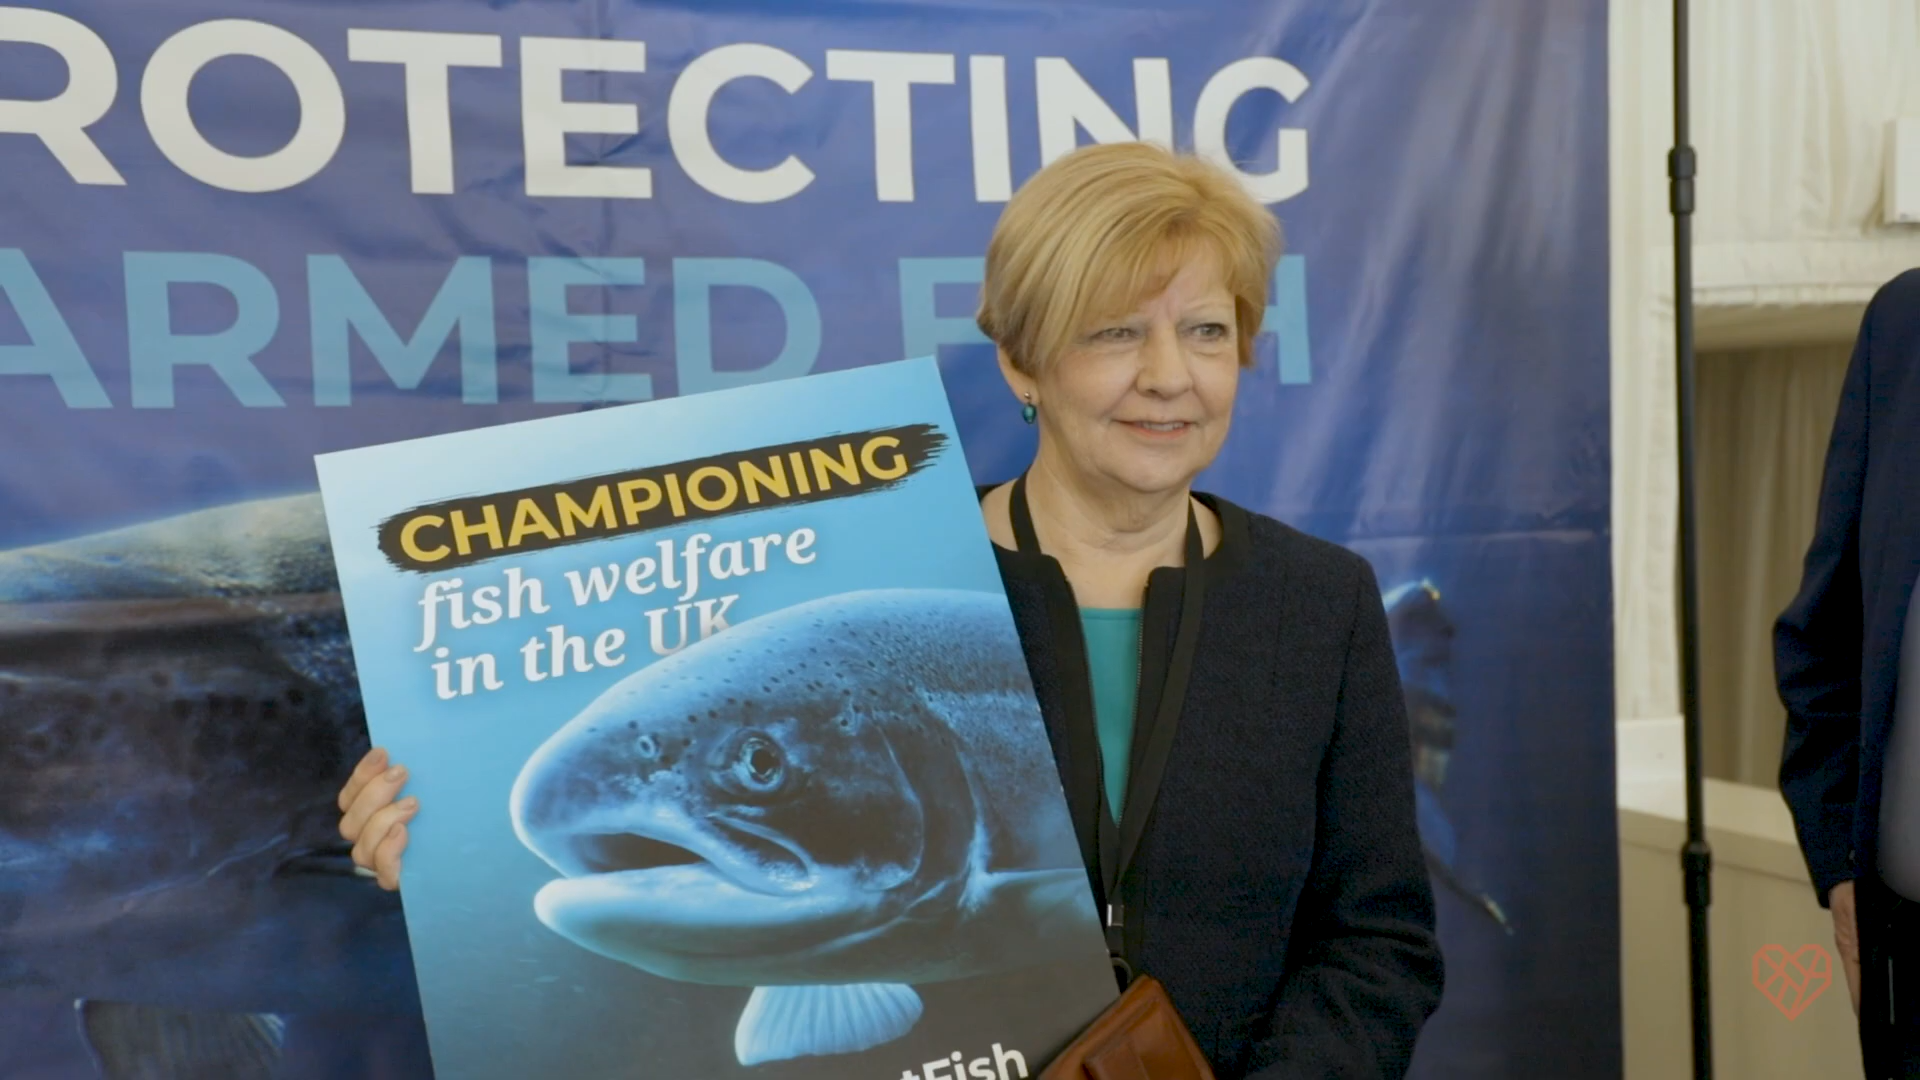 ROTECTING
ARMED F H
CHAMPIONING
fish welfare
in the UK
tFish